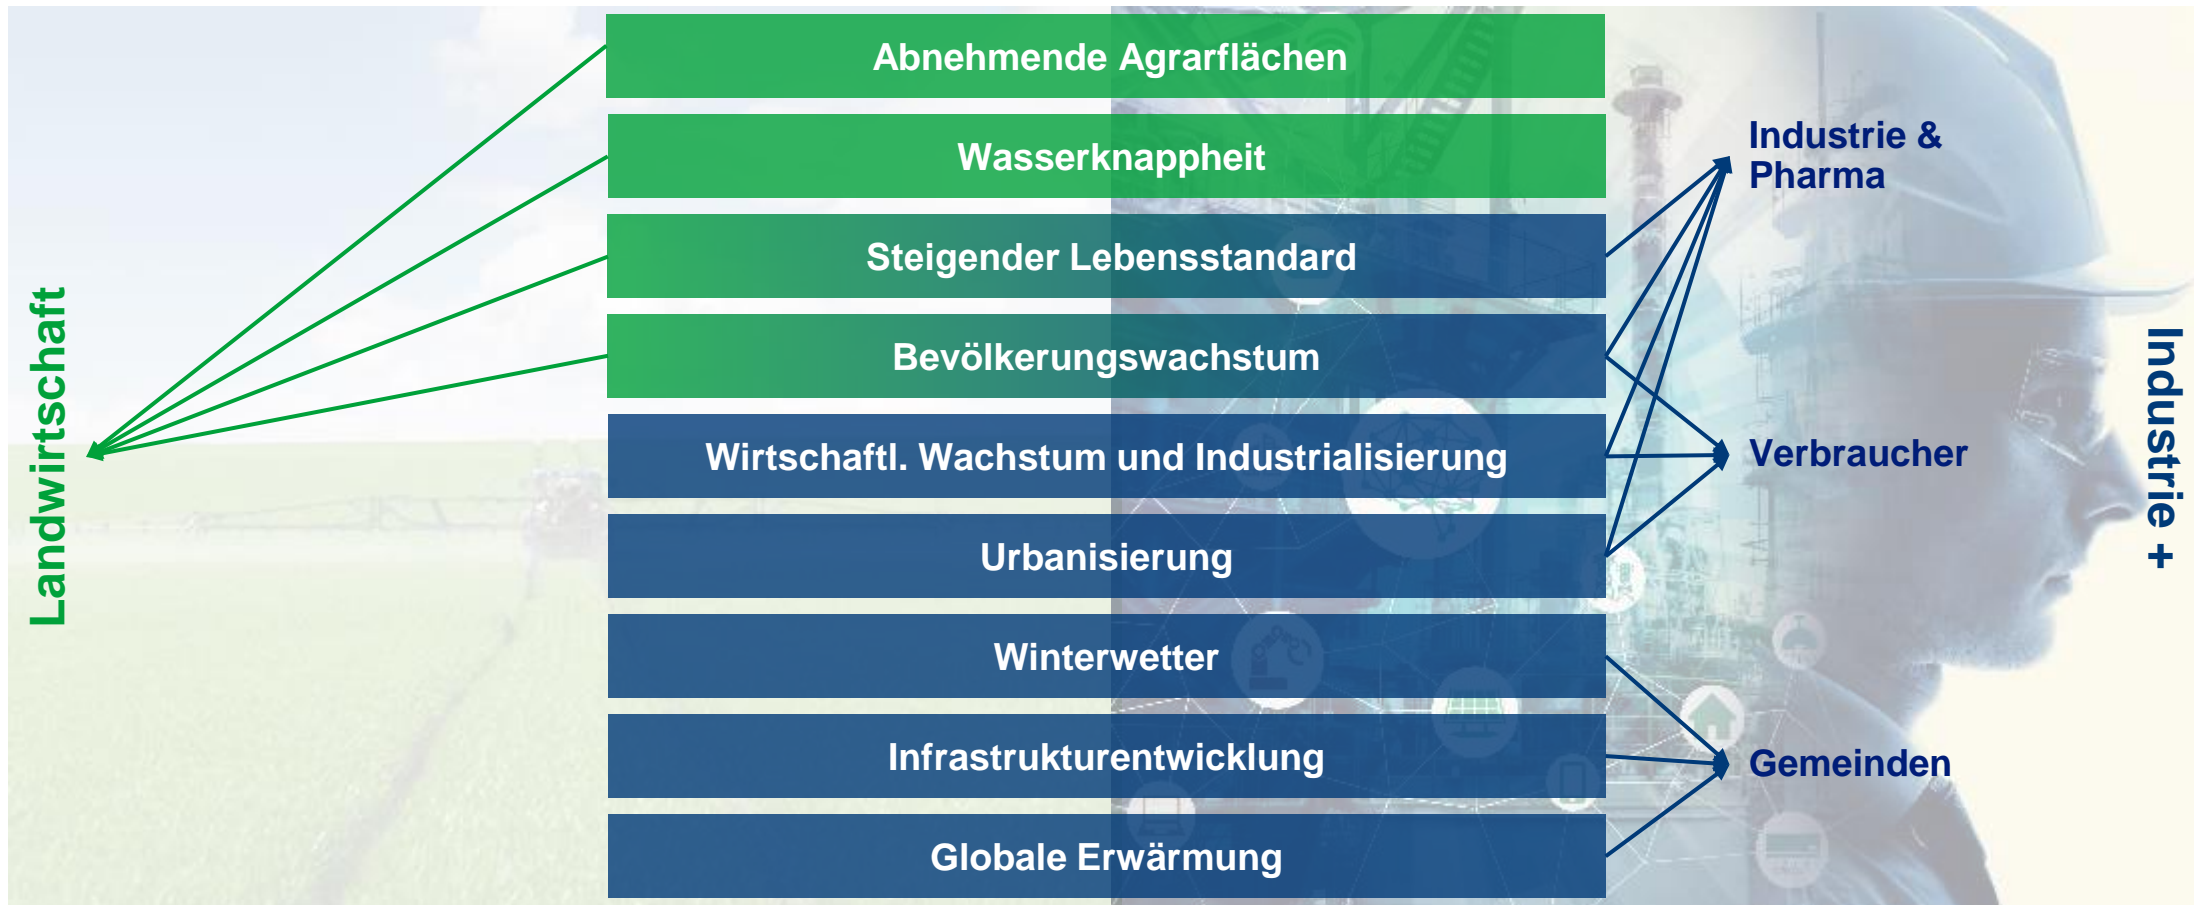 Landwirtschaft
Abnehmende Agrarflächen
Wasserknappheit
Steigender Lebensstandard
Bevölkerungswachstum
Wirtschaftl. Wachstum und Industrialisierung
Urbanisierung
Winterwetter
Infrastrukturentwicklung
Globale Erwärmung
Industrie &
Pharma
Verbraucher
Gemeinden
Industrie +